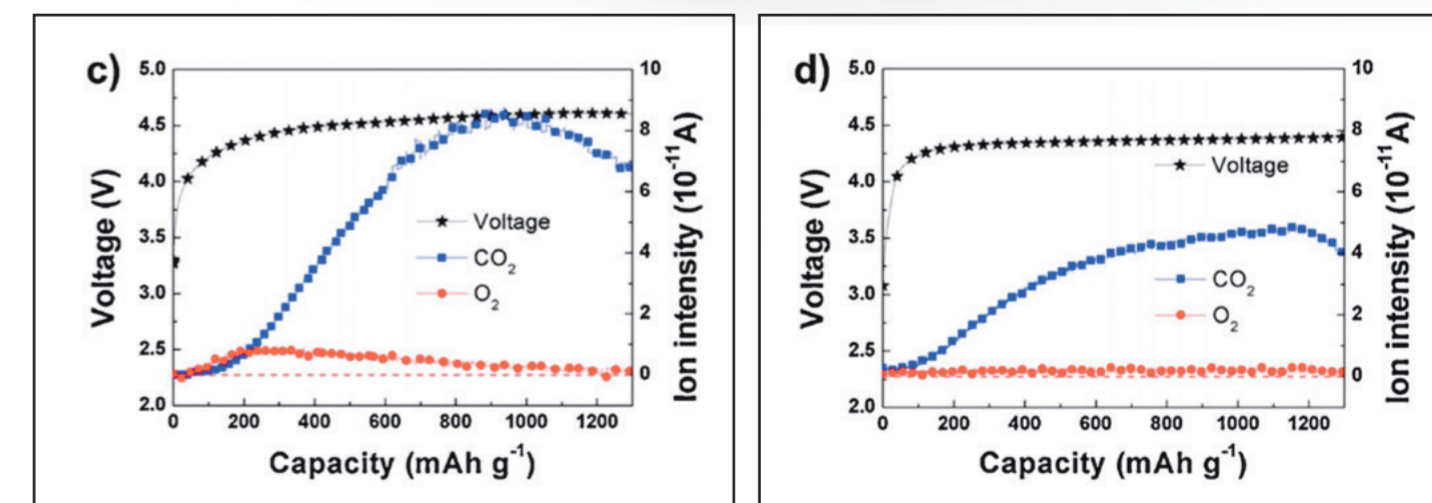 c)
5.0
4.5
4.0
3.5
3.0
2.5
2.0
Voltage (V)
10
8
6
4
2
0
Ion intensity (10⁻¹¹A)
Voltage
CO₂
O₂
0 200 400 600 800 1000 1200
Capacity (mAh g⁻¹)
d)
5.0
4.5
4.0
3.5
3.0
2.5
2.0
Voltage (V)
10
8
6
4
2
0
Ion intensity (10⁻¹¹A)
Voltage
CO₂
O₂
0 200 400 600 800 1000 1200
Capacity (mAh g⁻¹)